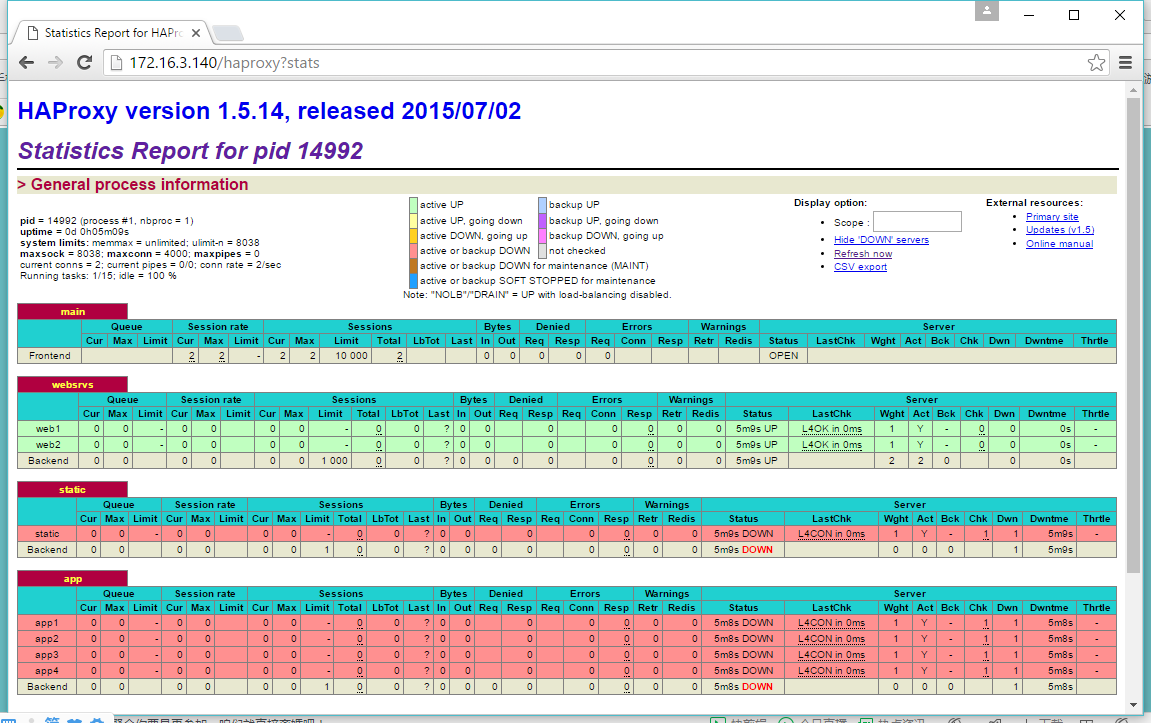 Statistics Report for HAPr
172.16.3.140/haproxy?stats
HAProxy version 1.5.14, released 2015/07/02
Statistics Report for pid 14992
> General process information
pid = 14992 (process #1, nbproc = 1)
uptime = 0d 0h05m09s
system limits: memmax = unlimited; ulimit-n = 8038
maxsock = 8038; maxconn = 4000; maxpipes = 0
current conns = 2; current pipes = 0/0; conn rate = 2/sec
Running tasks: 1/15; idle = 100 %
active UP backup UP
active UP, going down backup UP, going down
active DOWN, going up backup DOWN, going up
active or backup DOWN not checked
active or backup DOWN for maintenance (MAINT)
active or backup SOFT STOPPED for maintenance
Note: "NOLB"/"DRAIN" = UP with load-balancing disabled.
Display option:
Scope :
Hide 'DOWN' servers
Refresh now
CSV export
External resources:
Primary site
Updates (v1.5)
Online manual
main
Queue Session rate Sessions Bytes Denied Errors Warnings Server
Cur Max Limit Cur Max Limit Cur Max Limit Total LbTot Last In Out Req Resp Req Conn Resp Retr Redis Status LastChk Wght Act Bck Chk Dwn Dwntme Thrtle
Frontend 2 2 - 2 2 10 000 2 0 0 0 0 0 OPEN
websrvs
Queue Session rate Sessions Bytes Denied Errors Warnings Server
Cur Max Limit Cur Max Limit Cur Max Limit Total LbTot Last In Out Req Resp Req Conn Resp Retr Redis Status LastChk Wght Act Bck Chk Dwn Dwntme Thrtle
web1 0 0 - 0 0 0 0 - 0 0 ? 0 0 0 0 0 0 0 5m9s UP L4OK in 0ms 1 Y - 0 0 0s -
web2 0 0 - 0 0 0 0 - 0 0 ? 0 0 0 0 0 0 0 5m9s UP L4OK in 0ms 1 Y - 0 0 0s -
Backend 0 0 0 0 0 0 1 000 0 0 ? 0 0 0 0 0 0 0 0 5m9s UP 2 2 0 0 0s
static
Queue Session rate Sessions Bytes Denied Errors Warnings Server
Cur Max Limit Cur Max Limit Cur Max Limit Total LbTot Last In Out Req Resp Req Conn Resp Retr Redis Status LastChk Wght Act Bck Chk Dwn Dwntme Thrtle
static 0 0 - 0 0 0 0 - 0 0 ? 0 0 0 0 0 0 0 5m9s DOWN L4CON in 0ms 1 Y - 1 1 5m9s -
Backend 0 0 0 0 0 0 1 0 0 ? 0 0 0 0 0 0 0 0 5m9s DOWN 0 0 0 1 5m9s
app
Queue Session rate Sessions Bytes Denied Errors Warnings Server
Cur Max Limit Cur Max Limit Cur Max Limit Total LbTot Last In Out Req Resp Req Conn Resp Retr Redis Status LastChk Wght Act Bck Chk Dwn Dwntme Thrtle
app1 0 0 - 0 0 0 0 - 0 0 ? 0 0 0 0 0 0 0 5m8s DOWN L4CON in 0ms 1 Y - 1 1 5m8s -
app2 0 0 - 0 0 0 0 - 0 0 ? 0 0 0 0 0 0 0 5m8s DOWN L4CON in 0ms 1 Y - 1 1 5m8s -
app3 0 0 - 0 0 0 0 - 0 0 ? 0 0 0 0 0 0 0 5m8s DOWN L4CON in 0ms 1 Y - 1 1 5m8s -
app4 0 0 - 0 0 0 0 - 0 0 ? 0 0 0 0 0 0 0 5m8s DOWN L4CON in 0ms 1 Y - 1 1 5m8s -
Backend 0 0 0 0 0 0 1 0 0 ? 0 0 0 0 0 0 0 0 5m8s DOWN 0 0 0 1 5m8s